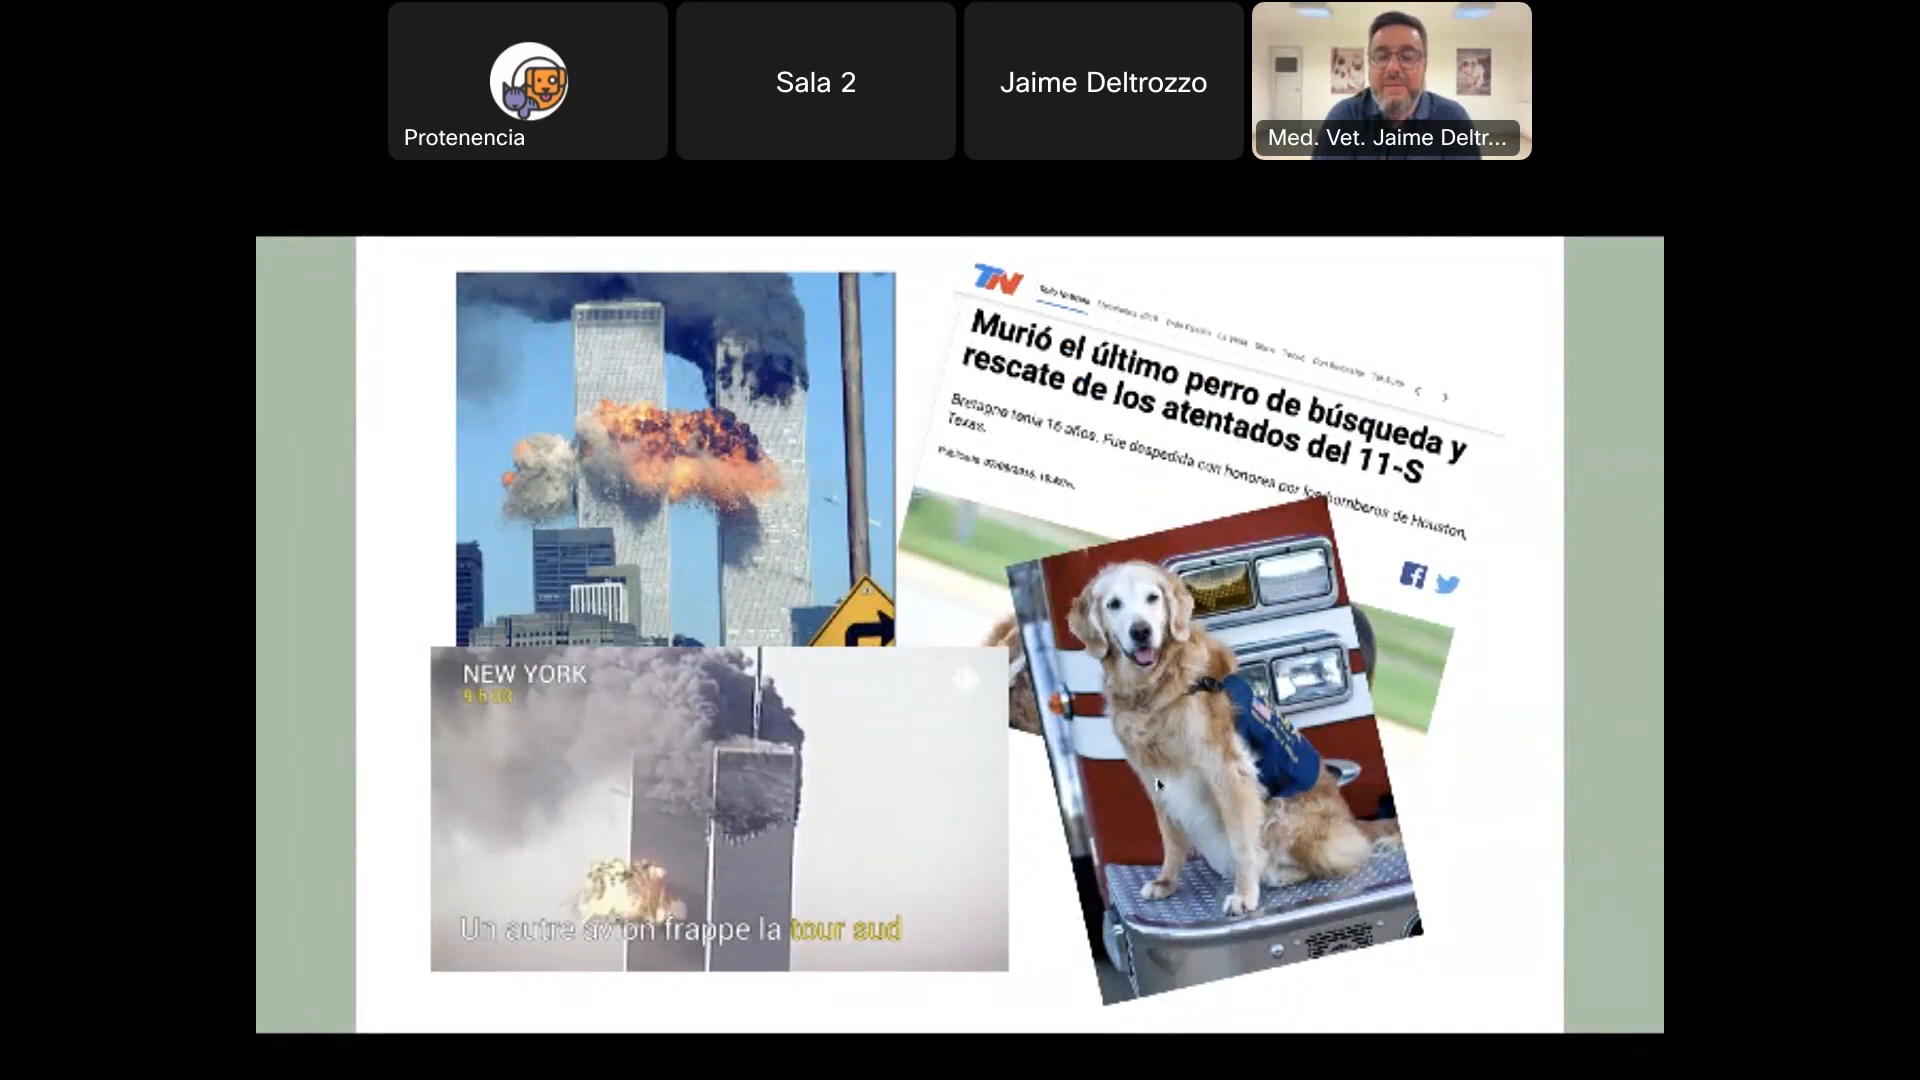 Protenencia
Sala 2
Jaime Deltrozzo
Med. Vet. Jaime Deltr...
TN
Murió el último perro de búsqueda y
rescate de los atentados del 11-S
Bretagne tenía 16 años. Fue despedida con honores por los bomberos de Houston,
Texas.
NEW YORK
Un autre avion frappe la tour sud